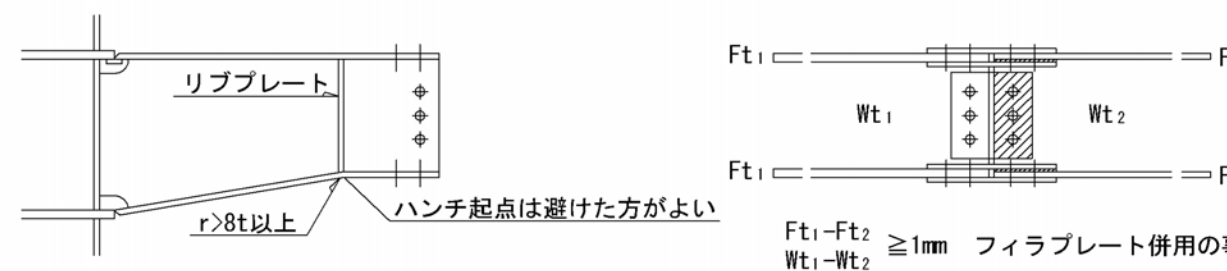 リブプレート
r>8t以上
ハンチ起点は避けた方がよい
Ft₁
Wt₁
Wt₂
Ft₁
Ft₁-Ft₂
Wt₁-Wt₂
≧1mm フィラプレート併用の